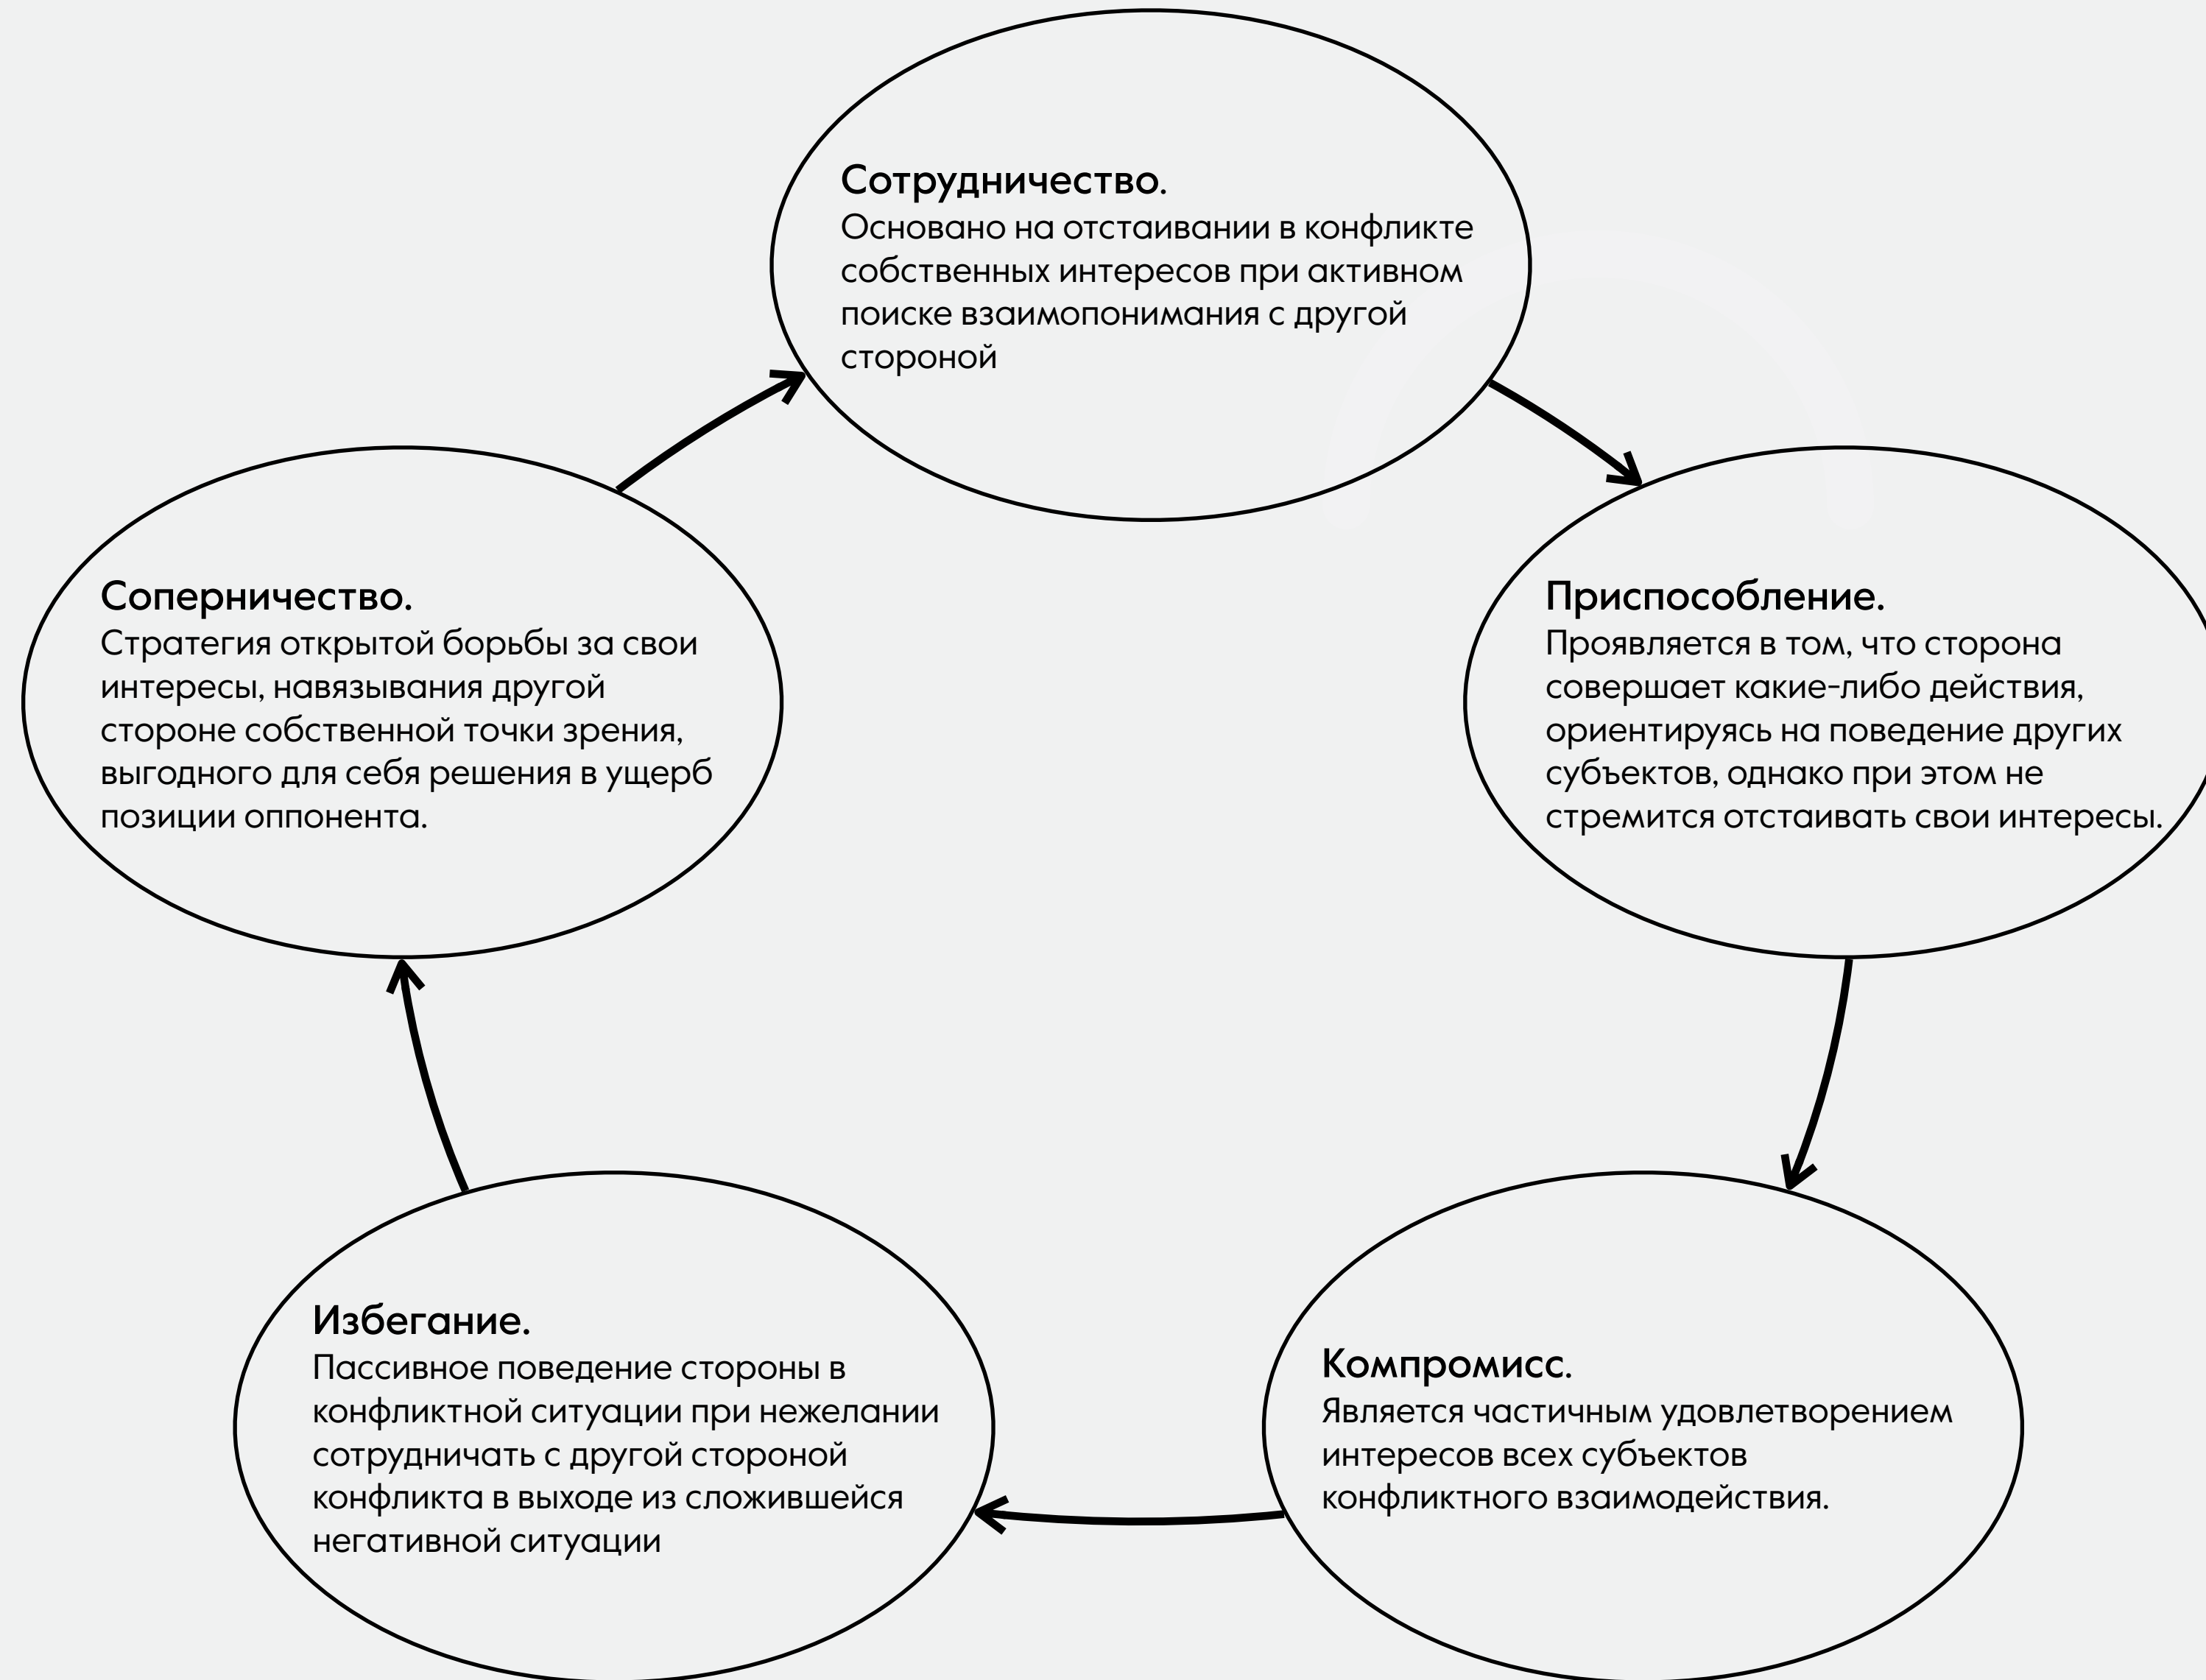 Сотрудничество.
Основано на отстаивании в конфликте
собственных интересов при активном
поиске взаимопонимания с другой
стороной
Соперничество.
Стратегия открытой борьбы за свои
интересы, навязывания другой
стороне собственной точки зрения,
выгодного для себя решения в ущерб
позиции оппонента.
Приспособление.
Проявляется в том, что сторона
совершает какие-либо действия,
ориентируясь на поведение других
субъектов, однако при этом не
стремится отстаивать свои интересы.
Избегание.
Пассивное поведение стороны в
конфликтной ситуации при нежелании
сотрудничать с другой стороной
конфликта в выходе из сложившейся
негативной ситуации
Компромисс.
Является частичным удовлетворением
интересов всех субъектов
конфликтного взаимодействия.